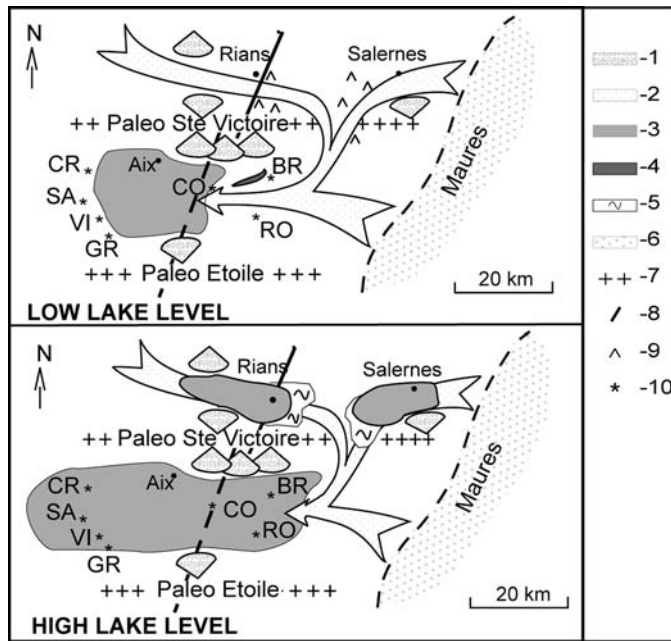 N
Rians
Salernes
++ Paleo Ste Victoire ++ ++++
CR * Aix
BR
*
CO *
SA *
VI *
GR *
* RO
+++ Paleo Etoile +++
Maures
20 km
LOW LAKE LEVEL
N
Rians
Salernes
++ Paleo Ste Victoire ++ ++++
CR * Aix
* BR
SA *
* CO
VI *
* RO
GR *
+++ Paleo Etoile +++
Maures
20 km
HIGH LAKE LEVEL
-1
-2
-3
-4
-5
-6
++ -7
-8
^ -9
* -10